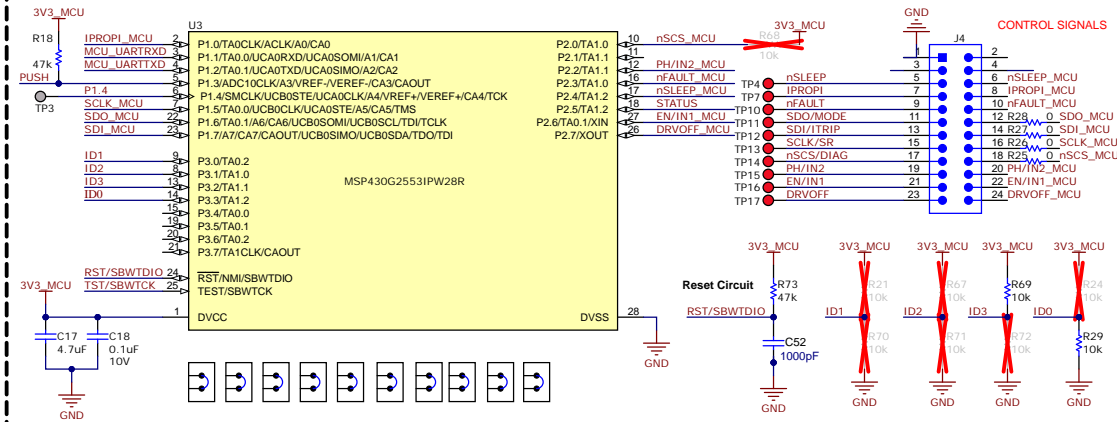 3V3_MCU
R18
47k
PUSH
TP3
IPROPI_MCU 2
MCU_UARTRXD 3
MCU_UARTTXD 4
5
P1.4 6
SCLK_MCU 7
SDO_MCU 22
SDI_MCU 23
ID1 9
ID2 8
ID3 13
ID0 14
15
19
20
21
RST/SBWTDIO 24
TST/SBWTCK 25
1
U3
P1.0/TA0CLK/ACLK/A0/CA0
P1.1/TA0.0/UCA0RXD/UCA0SOMI/A1/CA1
P1.2/TA0.1/UCA0TXD/UCA0SIMO/A2/CA2
P1.3/ADC10CLK/A3/VREF-/VEREF-/CA3/CAOUT
P1.4/SMCLK/UCB0STE/UCA0CLK/A4/VREF+/VEREF+/CA4/TCK
P1.5/TA0.0/UCB0CLK/UCA0STE/A5/CA5/TMS
P1.6/TA0.1/A6/CA6/UCB0SOMI/UCB0SCL/TDI/TCLK
P1.7/A7/CA7/CAOUT/UCB0SIMO/UCB0SDA/TDO/TDI
P3.0/TA0.2
P3.1/TA1.0
P3.2/TA1.1
P3.3/TA1.2
P3.4/TA0.0
P3.5/TA0.1
P3.6/TA0.2
P3.7/TA1CLK/CAOUT
RST/NMI/SBWTDIO
TEST/SBWTCK
DVCC
MSP430G2553IPW28R
P2.0/TA1.0
P2.1/TA1.1
P2.2/TA1.1
P2.3/TA1.0
P2.4/TA1.2
P2.5/TA1.2
P2.6/TA0.1/XIN
P2.7/XOUT
DVSS
10 nSCS_MCU
11
12 PH/IN2_MCU
16 nFAULT_MCU
17 nSLEEP_MCU
18 STATUS
27 EN/IN1_MCU
26 DRVOFF_MCU
28
GND
3V3_MCU
R68
10k
3V3_MCU
C17
4.7uF
C18
0.1uF
10V
GND
GND
CONTROL SIGNALS
J4
1 2
3 4
TP4 nSLEEP 5 6 nSLEEP_MCU
TP7 IPROPI 7 8 IPROPI_MCU
TP10 nFAULT 9 10 nFAULT_MCU
TP11 SDO/MODE 11 12 R28 0 SDO_MCU
TP12 SDI/ITRIP 13 14 R27 0 SDI_MCU
TP13 SCLK/SR 15 16 R26 0 SCLK_MCU
TP14 nSCS/DIAG 17 18 R25 0 nSCS_MCU
TP15 PH/IN2 19 20 PH/IN2_MCU
TP16 EN/IN1 21 22 EN/IN1_MCU
TP17 DRVOFF 23 24 DRVOFF_MCU
Reset Circuit
3V3_MCU
R73
47k
RST/SBWTDIO
C52
1000pF
GND
3V3_MCU
R21
10k
ID1
R70
10k
GND
R67
10k
ID2
R71
10k
GND
3V3_MCU
R69
10k
ID3
R72
10k
GND
3V3_MCU
R24
10k
ID0
R29
10k
GND
3V3_MCU